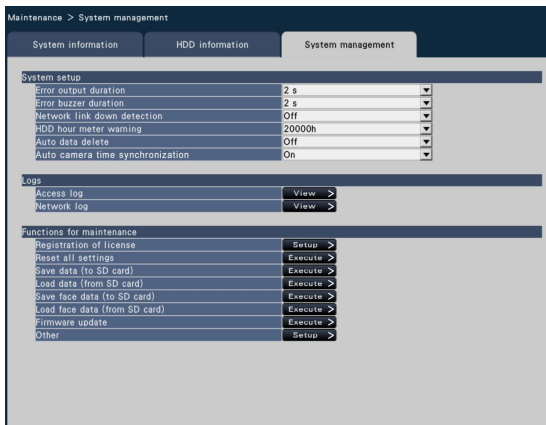 Maintenance > System management
System information HDD information System management
System setup
Error output duration 2 s
Error buzzer duration 2 s
Network link down detection Off
HDD hour meter warning 20000h
Auto data delete Off
Auto camera time synchronization On
Logs
Access log View >
Network log View >
Functions for maintenance
Registration of license Setup >
Reset all settings Execute >
Save data (to SD card) Execute >
Load data (from SD card) Execute >
Save face data (to SD card) Execute >
Load face data (from SD card) Execute >
Firmware update Execute >
Other Setup >